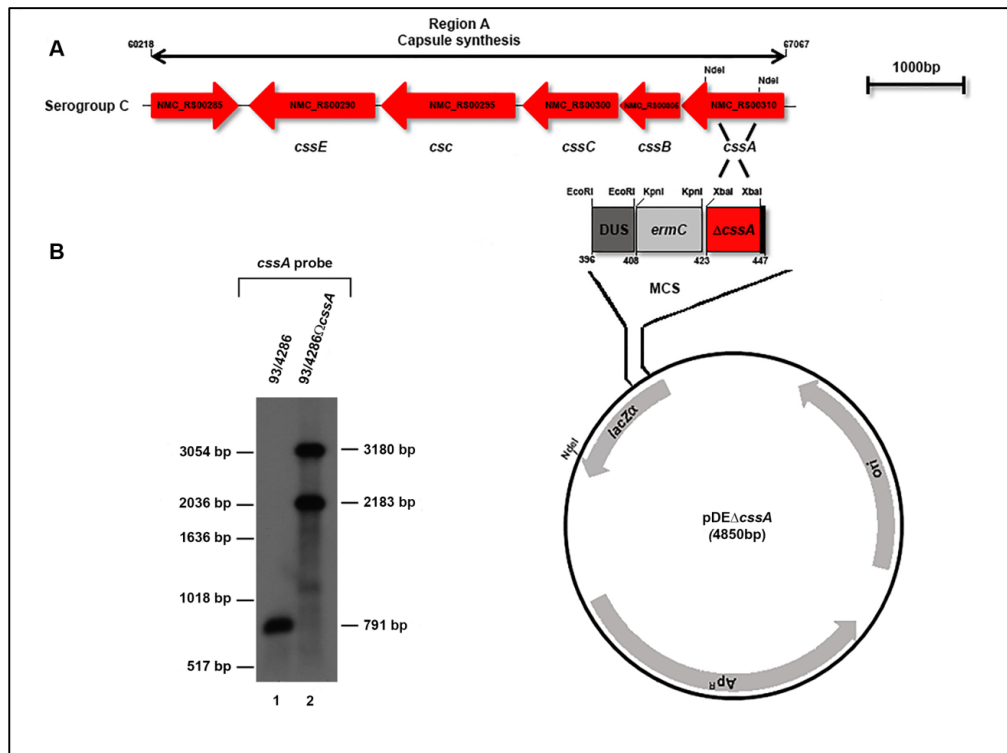 A
Region A
Capsule synthesis
60218
67067
1000bp
NdeI
NdeI
Serogroup C
NMC_RS00285
NMC_RS00290
NMC_RS00295
NMC_RS00300
NMC_RS00310
cssE
csc
cssC
cssB
cssA
EcoRI
EcoRI
KpnI
KpnI
XbaI
XbaI
DUS
ermC
ΔcssA
396
408
423
447
MCS
B
cssA probe
93/4286
93/4286ΩcssA
3054 bp
2036 bp
1636 bp
1018 bp
517 bp
3180 bp
2183 bp
791 bp
1
2
lacZα
NdeI
ori
pDEΔcssA
(4850bp)
ApR